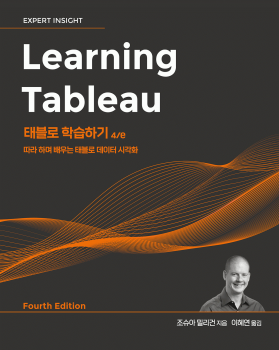 EXPERT INSIGHT
Learning
Tableau
태블로 학습하기 4/e
따라 하며 배우는 태블로 데이터 시각화
Fourth Edition
조슈아 밀리건 지음 이혜연 옮김